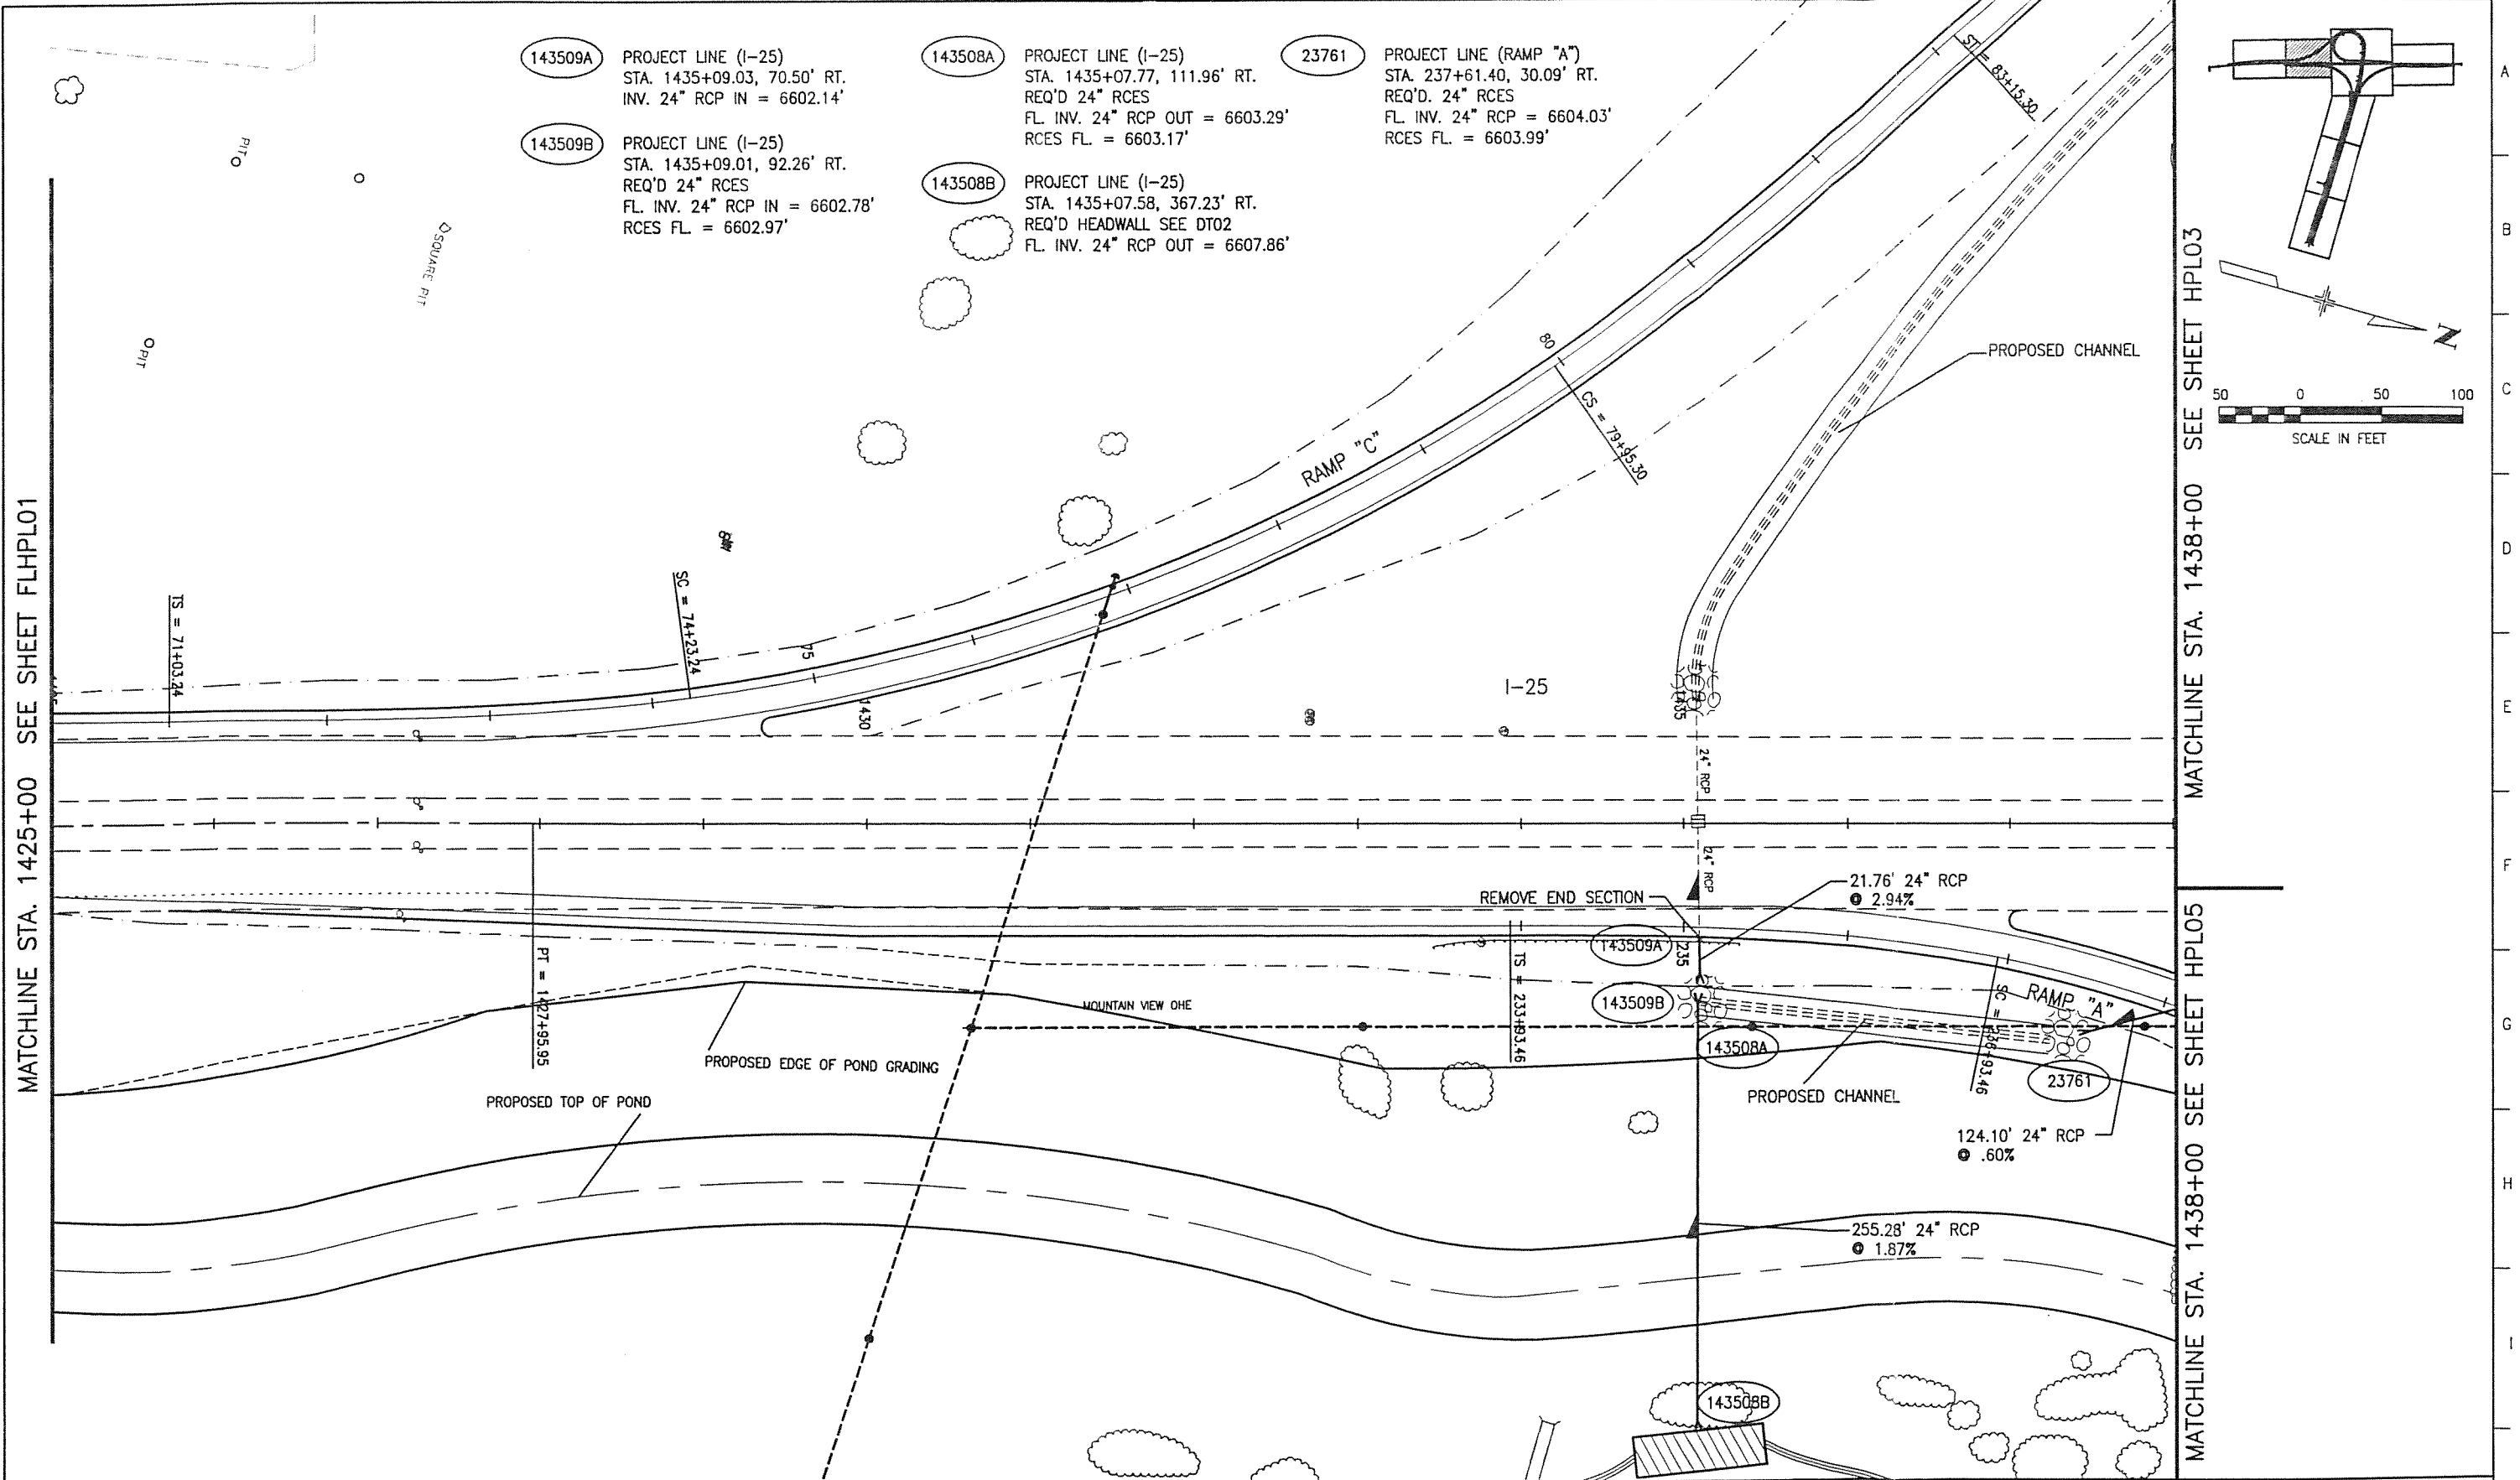 143509A
PROJECT LINE (I-25)
STA. 1435+09.03, 70.50' RT.
INV. 24" RCP IN = 6602.14'
143509B
PROJECT LINE (I-25)
STA. 1435+09.01, 92.26' RT.
REQ'D 24" RCES
FL. INV. 24" RCP IN = 6602.78'
RCES FL. = 6602.97'
143508A
PROJECT LINE (I-25)
STA. 1435+07.77, 111.96' RT.
REQ'D 24" RCES
FL. INV. 24" RCP OUT = 6603.29'
RCES FL. = 6603.17'
143508B
PROJECT LINE (I-25)
STA. 1435+07.58, 367.23' RT.
REQ'D HEADWALL SEE DT02
FL. INV. 24" RCP OUT = 6607.86'
23761
PROJECT LINE (RAMP "A")
STA. 237+61.40, 30.09' RT.
REQ'D. 24" RCES
FL. INV. 24" RCP = 6604.03'
RCES FL. = 6603.99'
ST = 83+15.30
PIT
SQUARE PIT
PIT
80
CS = 79+95.30
RAMP "C"
PROPOSED CHANNEL
TS = 71+03.24
SC = 74+23.24
75
1430
I-25
1435
24" RCP
24" RCP
21.76' 24" RCP
@ 2.94%
REMOVE END SECTION
143509A
235
143509B
TS = 233+93.46
PT = 1427+95.95
MOUNTAIN VIEW OHE
PROPOSED EDGE OF POND GRADING
143508A
PROPOSED CHANNEL
SC = 236+93.46
RAMP "A"
23761
124.10' 24" RCP
@ .60%
PROPOSED TOP OF POND
255.28' 24" RCP
@ 1.87%
143508B
MATCHLINE STA. 1425+00 SEE SHEET FLHPL01
MATCHLINE STA. 1438+00 SEE SHEET HPL03
MATCHLINE STA. 1438+00 SEE SHEET HPL05
N
50 0 50 100
SCALE IN FEET
A
B
C
D
E
F
G
H
I